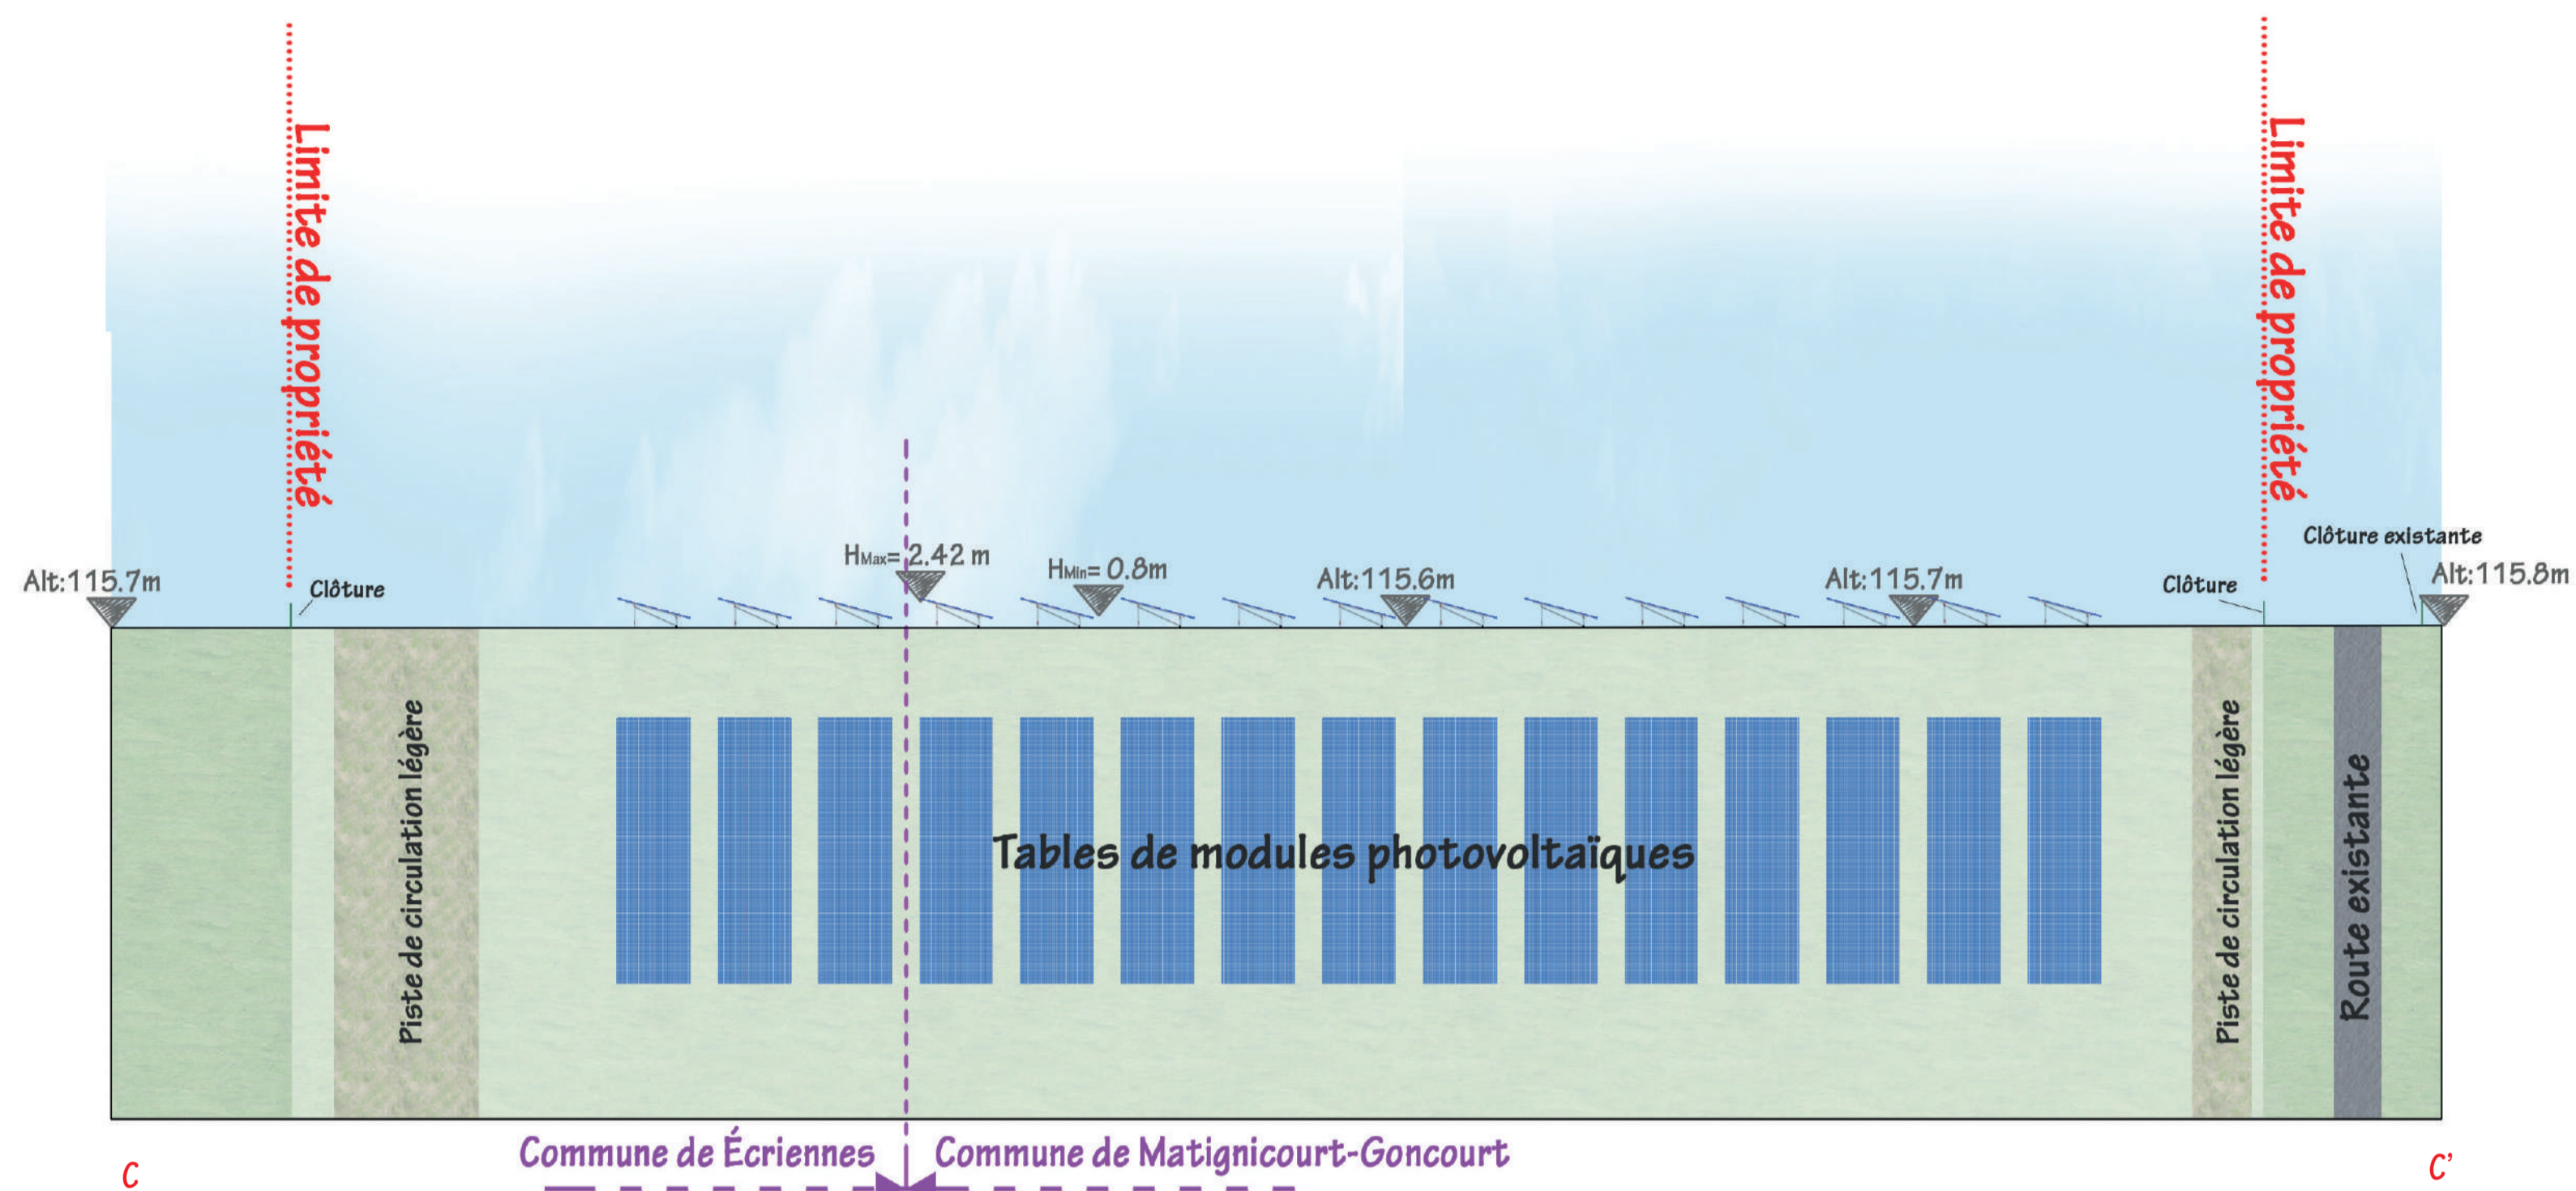 Limite de propriété
Limite de propriété
Clôture existante
HMax= 2.42 m
HMin= 0.8m
Alt:115.7m
Clôture
Alt:115.6m
Alt:115.7m
Clôture
Alt:115.8m
Piste de circulation légère
Tables de modules photovoltaïques
Piste de circulation légère
Route existante
Commune de Écriennes
Commune de Matignicourt-Goncourt
C
C'